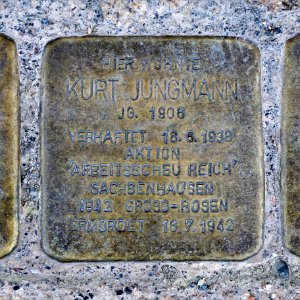 HIER WOHNTE
KURT JUNGMANN
JG. 1906
VERHAFTET 18.6.1938
AKTION
"ARBEITSSCHEU REICH"
SACHSENHAUSEN
1942 GROSS-ROSEN
ERMORDET 16.7.1942